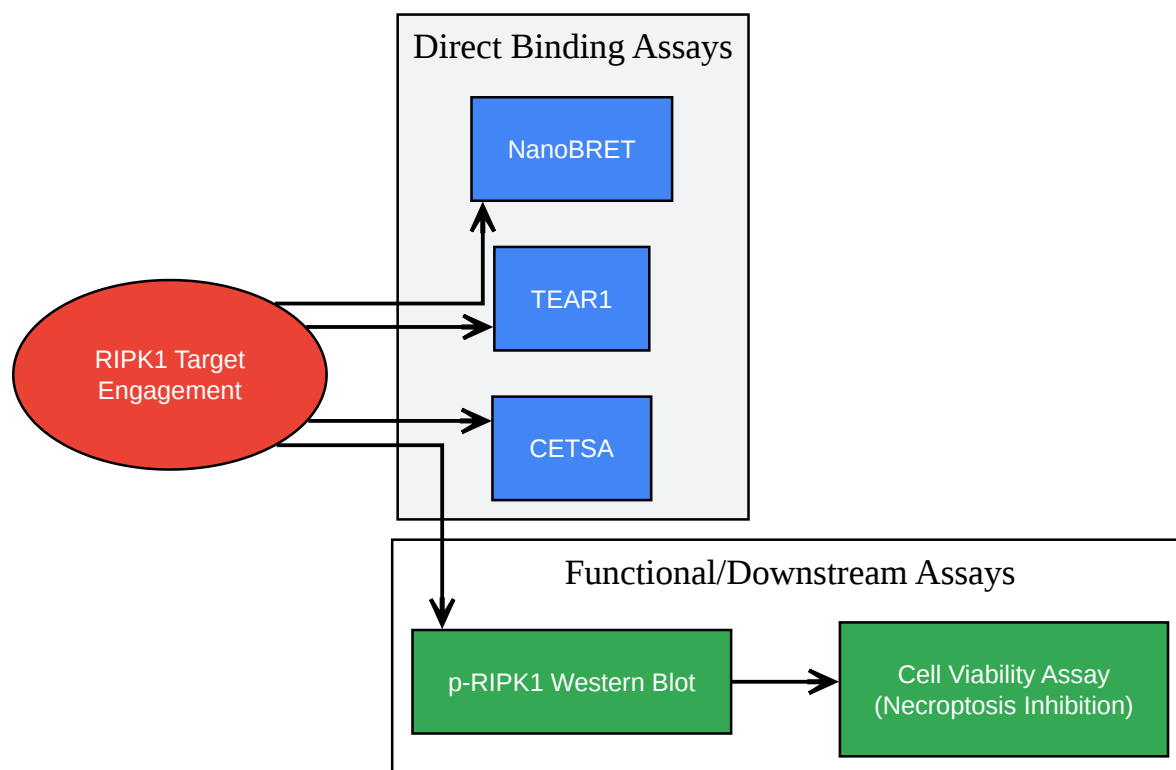 Direct Binding Assays
NanoBRET
TEAR1
RIPK1 Target
Engagement
CETSA
Functional/Downstream Assays
p-RIPK1 Western Blot
Cell Viability Assay
(Necroptosis Inhibition)